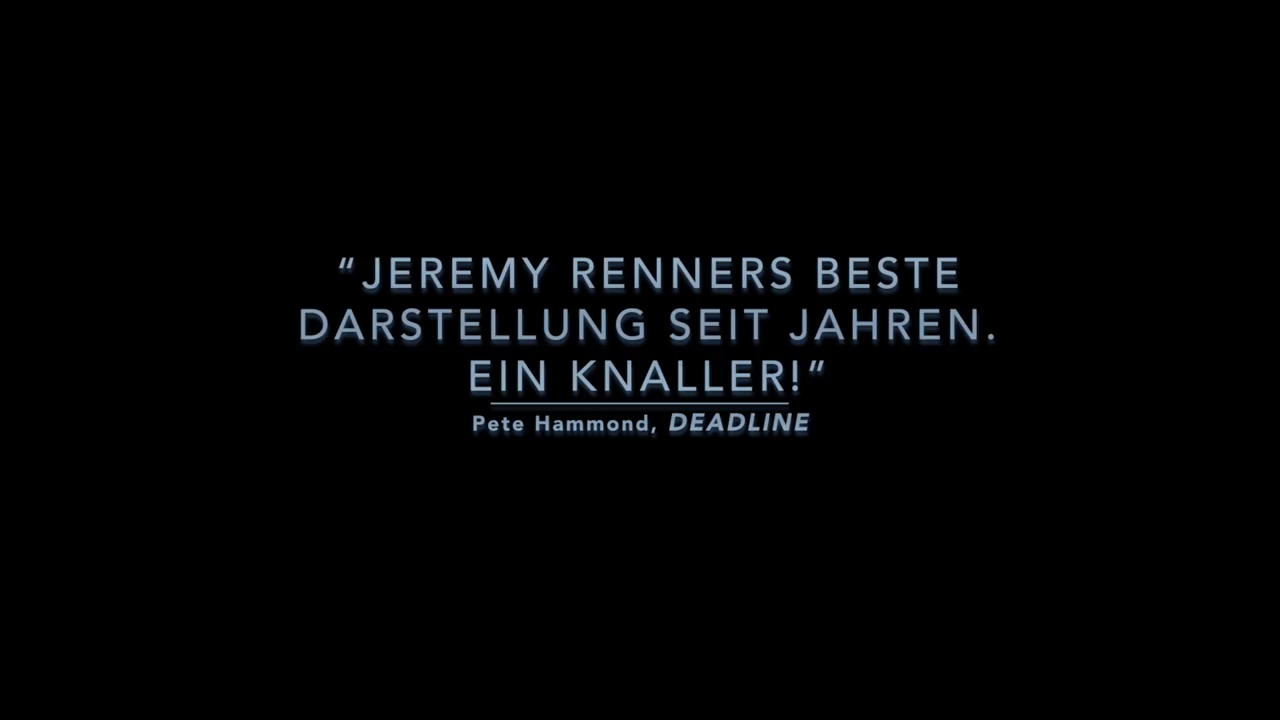 “JEREMY RENNERS BESTE
DARSTELLUNG SEIT JAHREN.
EIN KNALLER!”
Pete Hammond, DEADLINE